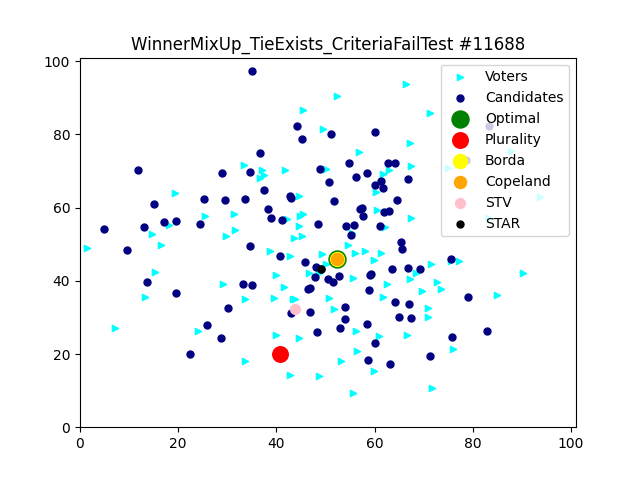 WinnerMixUp_TieExists_CriteriaFailTest #11688
100
80
60
40
20
0
0 20 40 60 80 100
Voters
Candidates
Optimal
Plurality
Borda
Copeland
STV
STAR